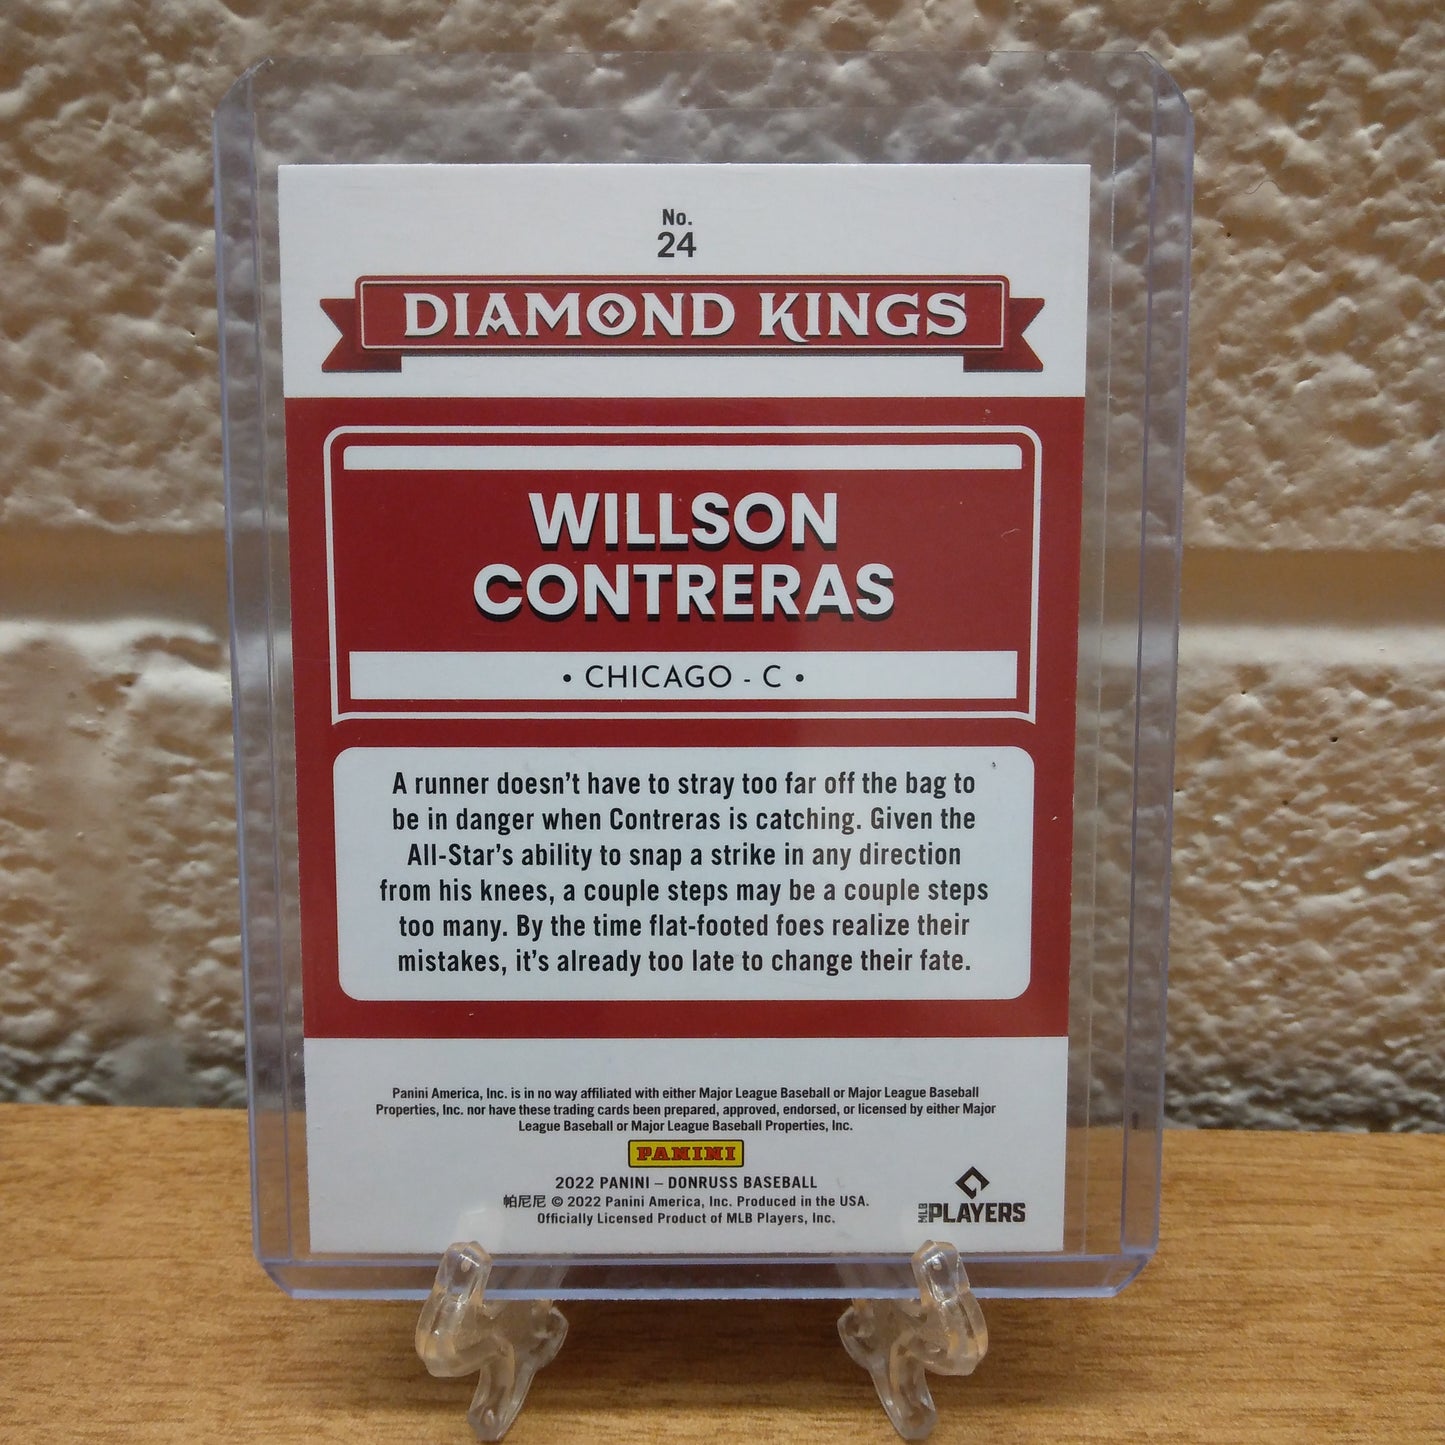 No.
24
DIAMOND KINGS
WILLSON
CONTRERAS
• CHICAGO - C •
A runner doesn't have to stray too far off the bag to
be in danger when Contreras is catching. Given the
All-Star's ability to snap a strike in any direction
from his knees, a couple steps may be a couple steps
too many. By the time flat-footed foes realize their
mistakes, it's already too late to change their fate.
Panini America, Inc. is in no way affiliated with either Major League Baseball or Major League Baseball
Properties, Inc. nor have these trading cards been prepared, approved, endorsed, or licensed by either Major
League Baseball or Major League Baseball Properties, Inc.
PANINI
2022 PANINI – DONRUSS BASEBALL
帕尼尼 © 2022 Panini America, Inc. Produced in the USA.
Officially Licensed Product of MLB Players, Inc.
MLB PLAYERS